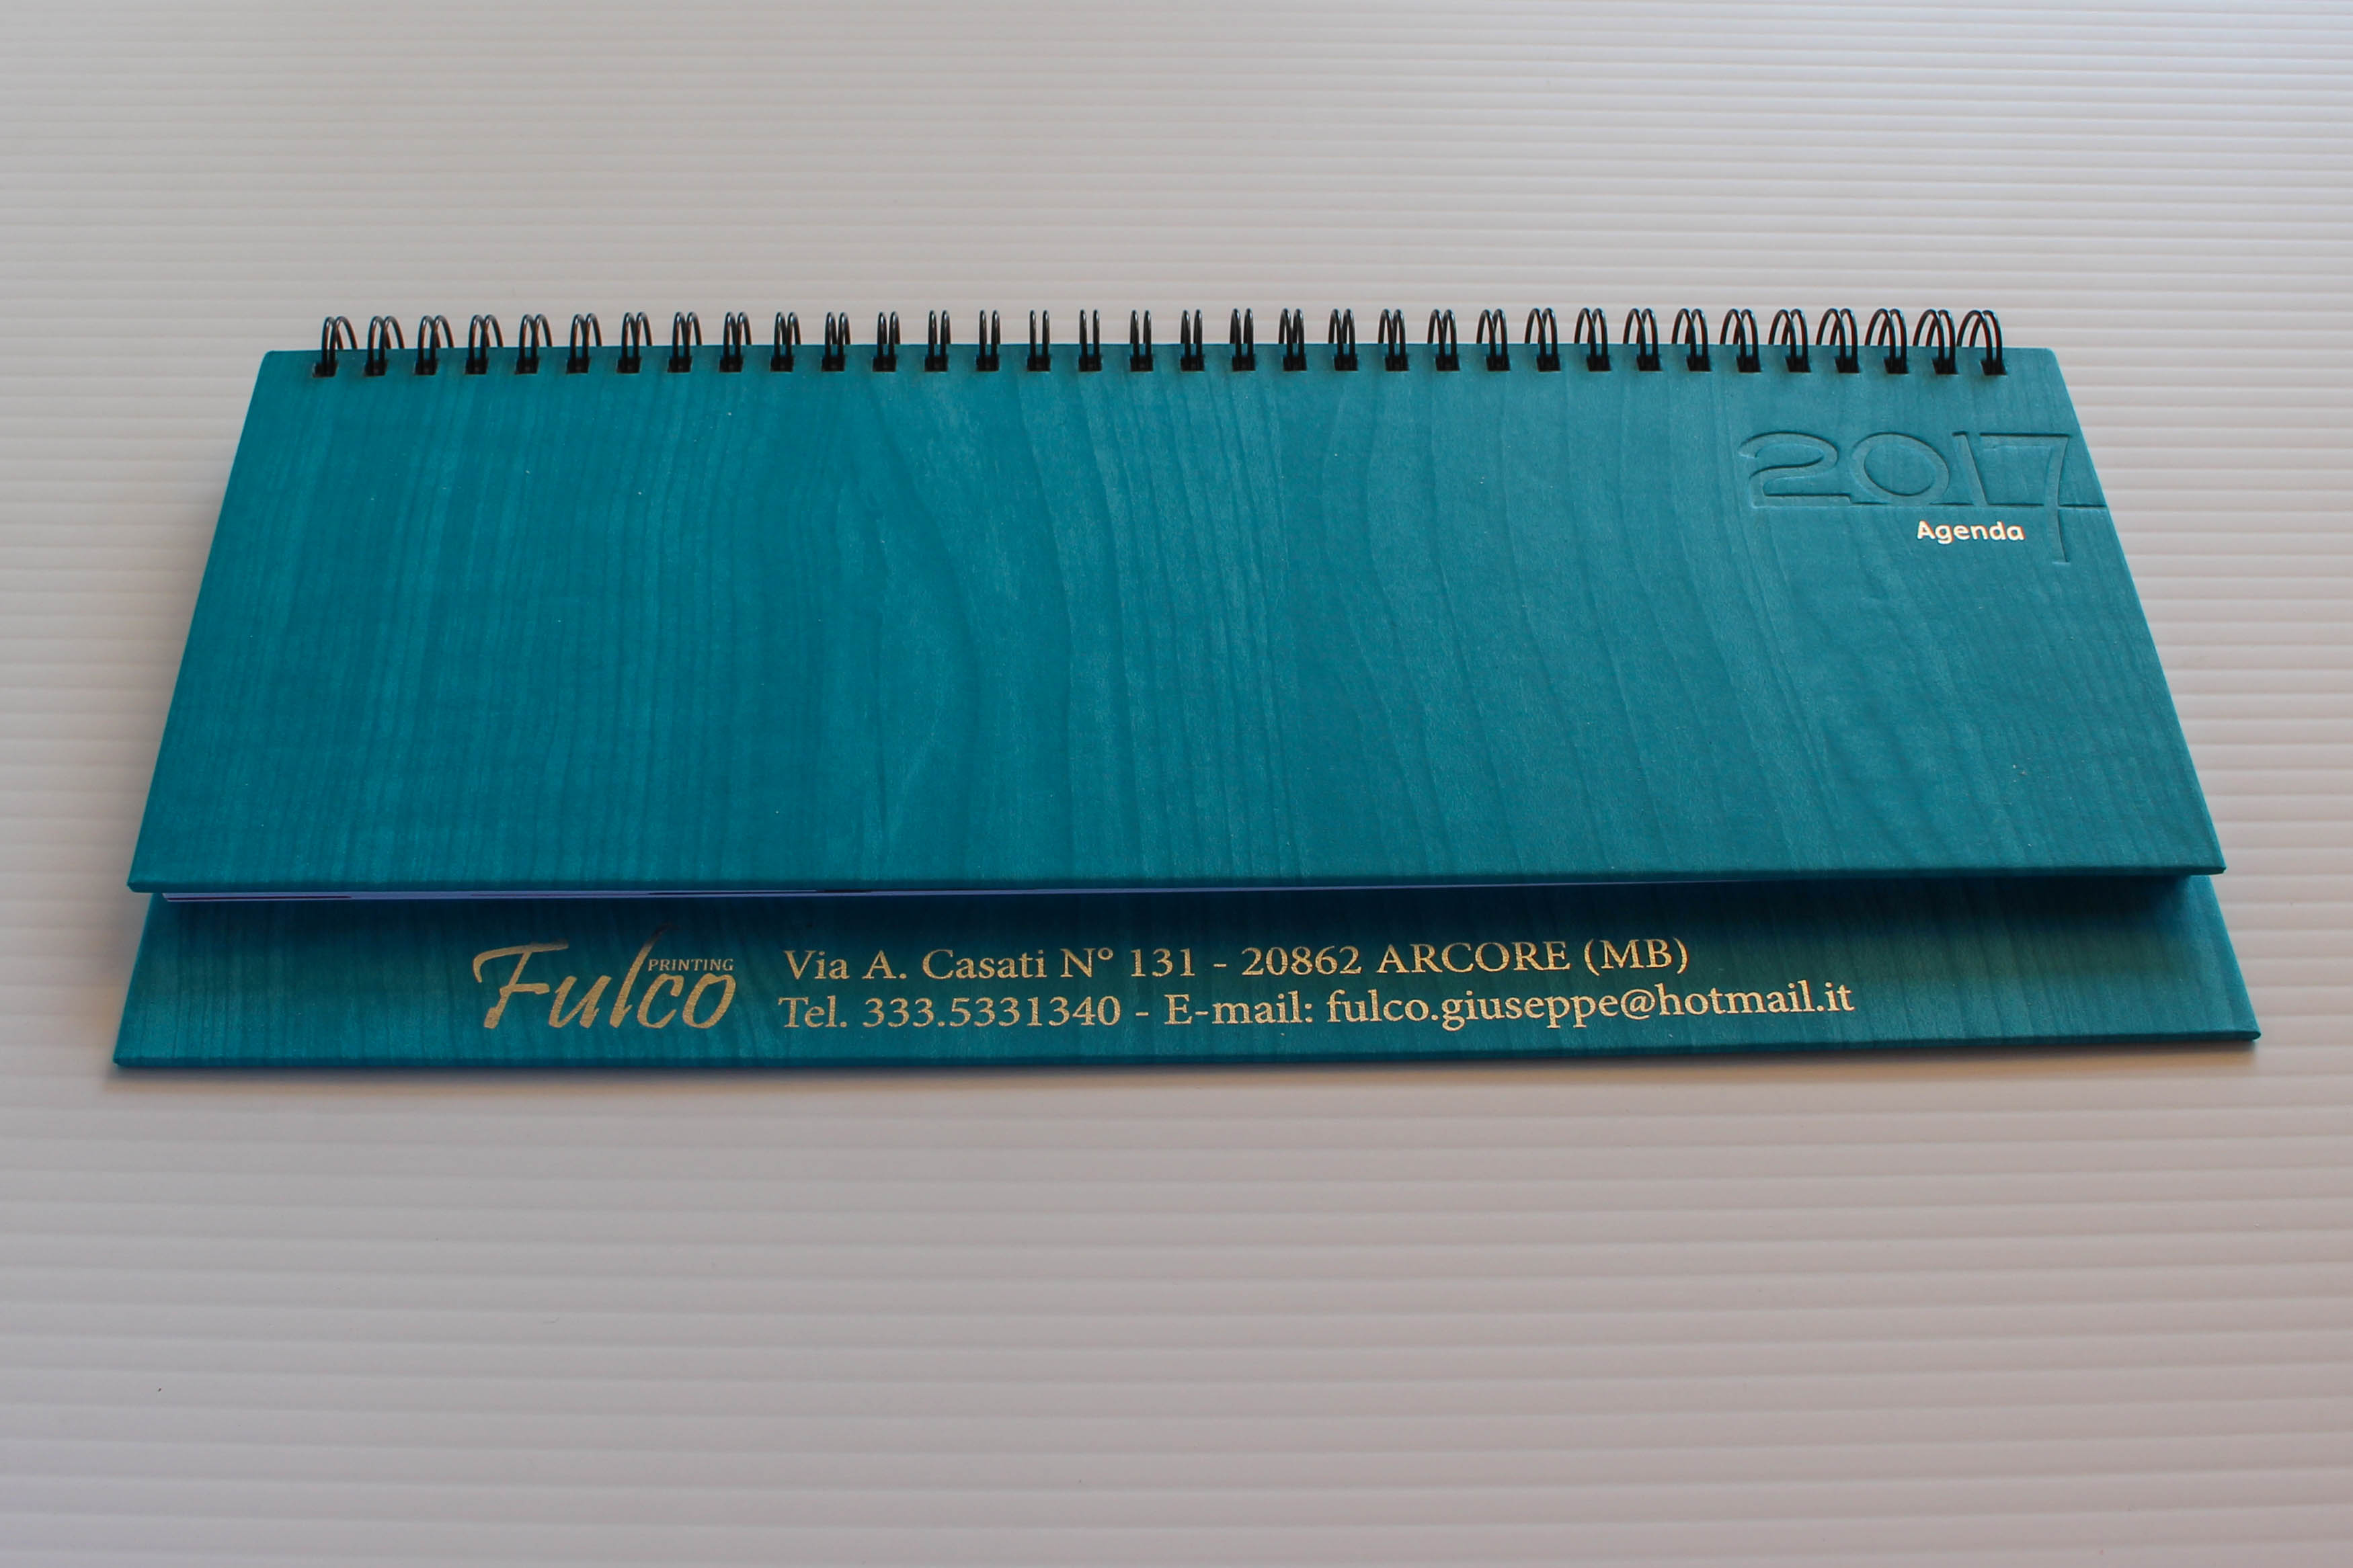 2017
Agenda
Fulco PRINTING
Via A. Casati N° 131 - 20862 ARCORE (MB)
Tel. 333.5331340 - E-mail: fulco.giuseppe@hotmail.it